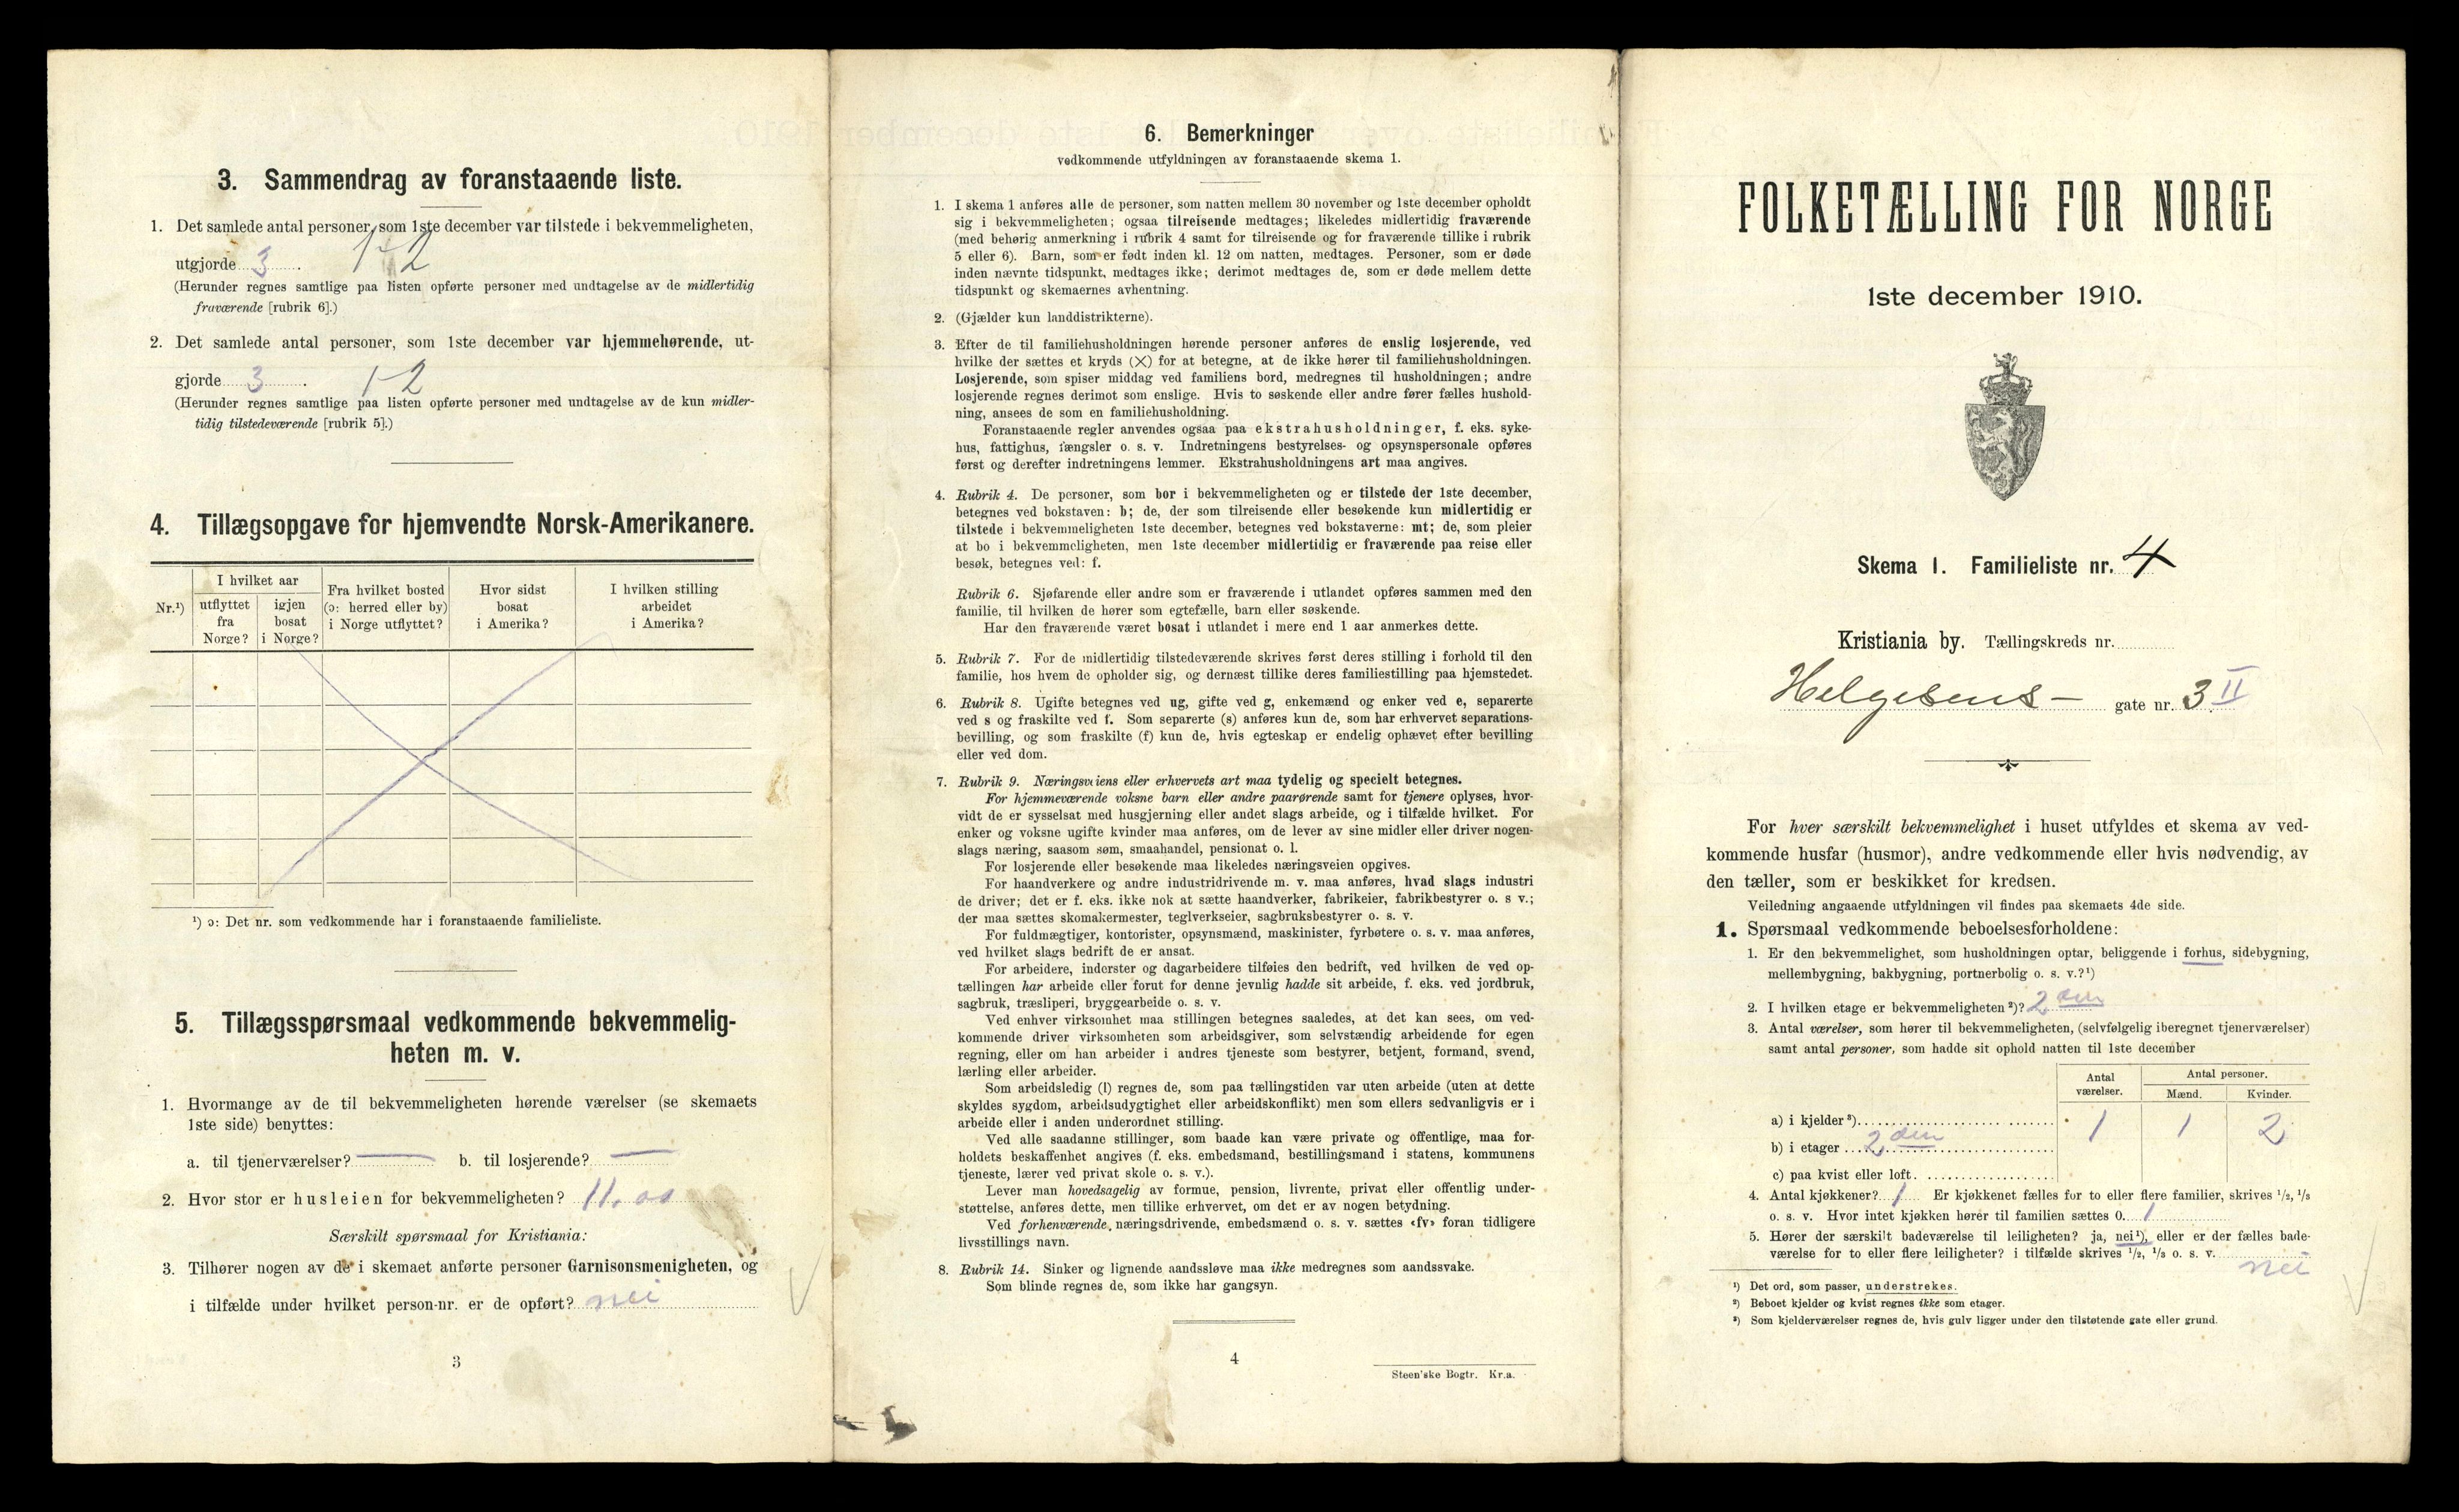 3. Sammendrag av foranstaaende liste.
1. Det samlede antal personer, som 1ste december var tilstede i bekvemmeligheten,
utgjorde 3 . 1-2
(Herunder regnes samtlige paa listen opførte personer med undtagelse av de midlertidig
fraværende [rubrik 6].)
2. Det samlede antal personer, som 1ste december var hjemmehørende, ut-
gjorde 3 . 1-2
(Herunder regnes samtlige paa listen opførte personer med undtagelse av de kun midler-
tidig tilstedeværende [rubrik 5].)
4. Tillægsopgave for hjemvendte Norsk-Amerikanere.
Nr.¹)
I hvilket aar
utflyttet
fra
Norge?
igjen
bosat
i Norge?
Fra hvilket bosted
(ɔ: herred eller by)
i Norge utflyttet?
Hvor sidst
bosat
i Amerika?
I hvilken stilling
arbeidet
i Amerika?
¹) ɔ: Det nr. som vedkommende har i foranstaaende familieliste.
5. Tillægsspørsmaal vedkommende bekvemmelig-
heten m. v.
1. Hvormange av de til bekvemmeligheten hørende værelser (se skemaets
1ste side) benyttes:
a. til tjenerværelser? — b. til losjerende? —
2. Hvor stor er husleien for bekvemmeligheten? 11.00
Særskilt spørsmaal for Kristiania:
3. Tilhører nogen av de i skemaet anførte personer Garnisonsmenigheten, og
i tilfælde under hvilket person-nr. er de opført? nei
3
6. Bemerkninger
vedkommende utfyldningen av foranstaaende skema 1.
1. I skema 1 anføres alle de personer, som natten mellem 30 november og 1ste december opholdt
sig i bekvemmeligheten; ogsaa tilreisende medtages; likeledes midlertidig fraværende
(med behørig anmerkning i rubrik 4 samt for tilreisende og for fraværende tillike i rubrik
5 eller 6). Barn, som er født inden kl. 12 om natten, medtages. Personer, som er døde
inden nævnte tidspunkt, medtages ikke; derimot medtages de, som er døde mellem dette
tidspunkt og skemaernes avhentning.
2. (Gjælder kun landdistrikterne).
3. Efter de til familiehusholdningen hørende personer anføres de enslig losjerende, ved
hvilke der sættes et kryds (×) for at betegne, at de ikke hører til familiehusholdningen.
Losjerende, som spiser middag ved familiens bord, medregnes til husholdningen; andre
losjerende regnes derimot som enslige. Hvis to søskende eller andre fører fælles hushold-
ning, ansees de som en familiehusholdning.
Foranstaaende regler anvendes ogsaa paa ekstrahusholdninger, f. eks. syke-
hus, fattighus, fængsler o. s. v. Indretningens bestyrelses- og opsynspersonale opføres
først og derefter indretningens lemmer. Ekstrahusholdningens art maa angives.
4. Rubrik 4. De personer, som bor i bekvemmeligheten og er tilstede der 1ste december,
betegnes ved bokstaven: b; de, der som tilreisende eller besøkende kun midlertidig er
tilstede i bekvemmeligheten 1ste december, betegnes ved bokstaverne: mt; de, som pleier
at bo i bekvemmeligheten, men 1ste december midlertidig er fraværende paa reise eller
besøk, betegnes ved: f.
Rubrik 6. Sjøfarende eller andre som er fraværende i utlandet opføres sammen med den
familie, til hvilken de hører som egtefælle, barn eller søskende.
Har den fraværende været bosat i utlandet i mere end 1 aar anmerkes dette.
5. Rubrik 7. For de midlertidig tilstedeværende skrives først deres stilling i forhold til den
familie, hos hvem de opholder sig, og dernæst tillike deres familiestilling paa hjemstedet.
6. Rubrik 8. Ugifte betegnes ved ug, gifte ved g, enkemænd og enker ved e, separerte
ved s og fraskilte ved f. Som separerte (s) anføres kun de, som har erhvervet separations-
bevilling, og som fraskilte (f) kun de, hvis egteskap er endelig ophævet efter bevilling
eller ved dom.
7. Rubrik 9. Næringsveiens eller erhvervets art maa tydelig og specielt betegnes.
For hjemmeværende voksne barn eller andre paarørende samt for tjenere oplyses, hvor-
vidt de er sysselsat med husgjerning eller andet slags arbeide, og i tilfælde hvilket. For
enker og voksne ugifte kvinder maa anføres, om de lever av sine midler eller driver nogen-
slags næring, saasom søm, smaahandel, pensionat o. l.
For losjerende eller besøkende maa likeledes næringsveien opgives.
For haandverkere og andre industridrivende m. v. maa anføres, hvad slags industri
de driver; det er f. eks. ikke nok at sætte haandverker, fabrikeier, fabrikbestyrer o. s v.;
der maa sættes skomakermester, teglverkseier, sagbruksbestyrer o. s. v.
For fuldmægtiger, kontorister, opsynsmænd, maskinister, fyrbøtere o. s. v. maa anføres,
ved hvilket slags bedrift de er ansat.
For arbeidere, inderster og dagarbeidere tilføies den bedrift, ved hvilken de ved op-
tællingen har arbeide eller forut for denne jevnlig hadde sit arbeide, f. eks. ved jordbruk,
sagbruk, træsliperi, bryggearbeide o. s. v.
Ved enhver virksomhet maa stillingen betegnes saaledes, at det kan sees, om ved-
kommende driver virksomheten som arbeidsgiver, som selvstændig arbeidende for egen
regning, eller om han arbeider i andres tjeneste som bestyrer, betjent, formand, svend,
lærling eller arbeider.
Som arbeidsledig (l) regnes de, som paa tællingstiden var uten arbeide (uten at dette
skyldes sygdom, arbeidsudygtighet eller arbeidskonflikt) men som ellers sedvanligvis er i
arbeide eller i anden underordnet stilling.
Ved alle saadanne stillinger, som baade kan være private og offentlige, maa for-
holdets beskaffenhet angives (f. eks. embedsmand, bestillingsmand i statens, kommunens
tjeneste, lærer ved privat skole o. s. v.).
Lever man hovedsagelig av formue, pension, livrente, privat eller offentlig under-
støttelse, anføres dette, men tillike erhvervet, om det er av nogen betydning.
Ved forhenværende næringsdrivende, embedsmænd o. s. v. sættes «fv» foran tidligere
livsstillings navn.
8. Rubrik 14. Sinker og lignende aandssløve maa ikke medregnes som aandssvake.
Som blinde regnes de, som ikke har gangsyn.
4
Steen'ske Bogtr. Kr.a.
FOLKETÆLLING FOR NORGE
1ste december 1910.
Skema 1. Familieliste nr. 4
Kristiania by. Tællingskreds nr.
Helgesens - gate nr. 3 II
For hver særskilt bekvemmelighet i huset utfyldes et skema av ved-
kommende husfar (husmor), andre vedkommende eller hvis nødvendig, av
den tæller, som er beskikket for kredsen.
Veiledning angaaende utfyldningen vil findes paa skemaets 4de side.
1. Spørsmaal vedkommende beboelsesforholdene:
1. Er den bekvemmelighet, som husholdningen optar, beliggende i forhus, sidebygning,
mellembygning, bakbygning, portnerbolig o. s. v.?¹)
2. I hvilken etage er bekvemmeligheten²)? 2den
3. Antal værelser, som hører til bekvemmeligheten, (selvfølgelig iberegnet tjenerværelser)
samt antal personer, som hadde sit ophold natten til 1ste december
Antal
værelser.
Antal personer.
Mænd. Kvinder.
a) i kjelder³)
b) i etager 2den 1 1 2
c) paa kvist eller loft.
4. Antal kjøkkener? 1 Er kjøkkenet fælles for to eller flere familier, skrives ¹/₂, ¹/₃
o. s. v. Hvor intet kjøkken hører til familien sættes 0. 1
5. Hører der særskilt badeværelse til leiligheten? ja, nei¹), eller er der fælles bade-
værelse for to eller flere leiligheter? i tilfælde skrives ¹/₂, ¹/₃ o. s. v.
nei
¹) Det ord, som passer, understrekes.
²) Beboet kjelder og kvist regnes ikke som etager.
³) Som kjelderværelser regnes de, hvis gulv ligger under den tilstøtende gate eller grund.